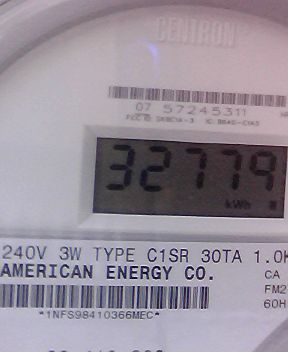 CENTRON
07 57245311
32779
kWh
240V 3W TYPE C1SR 30TA 1.0K
AMERICAN ENERGY CO.
CA
FM2
60H
*1NFS98410366MEC*